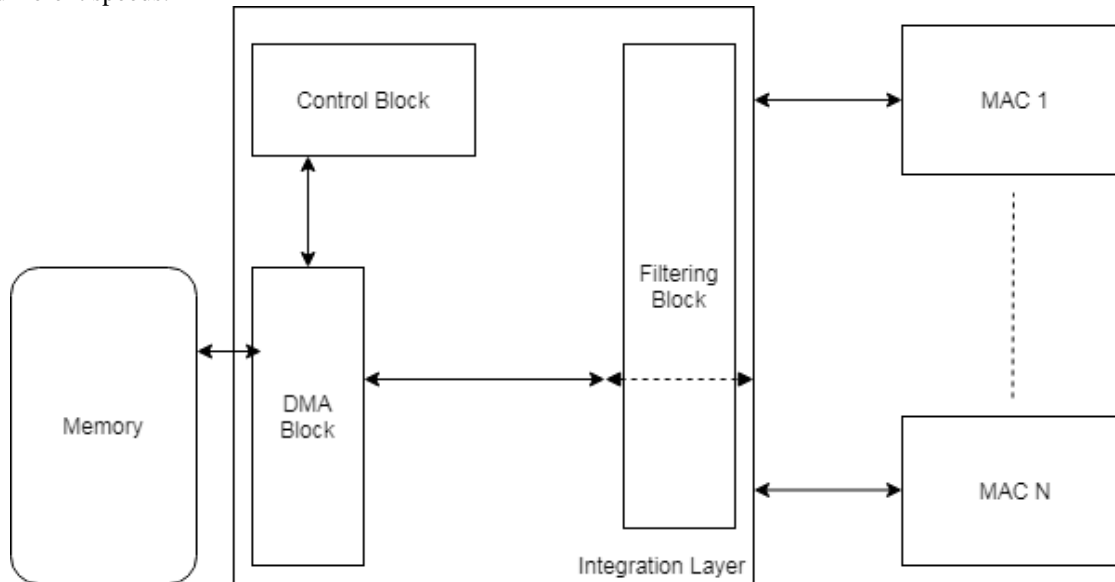 Control Block
MAC 1
Filtering
Block
Memory
DMA
Block
MAC N
Integration Layer